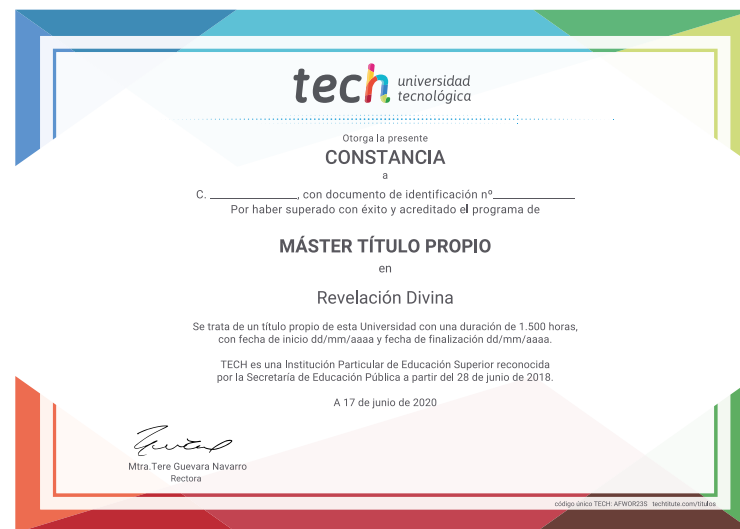 tech universidad
tecnológica
Otorga la presente
CONSTANCIA
a
C. ______________, con documento de identificación nº______________
Por haber superado con éxito y acreditado el programa de
MÁSTER TÍTULO PROPIO
en
Revelación Divina
Se trata de un título propio de esta Universidad con una duración de 1.500 horas,
con fecha de inicio dd/mm/aaaa y fecha de finalización dd/mm/aaaa.
TECH es una Institución Particular de Educación Superior reconocida
por la Secretaría de Educación Pública a partir del 28 de junio de 2018.
A 17 de junio de 2020
Mtra.Tere Guevara Navarro
Rectora
código único TECH: AFWOR23S techtitute.com/títulos